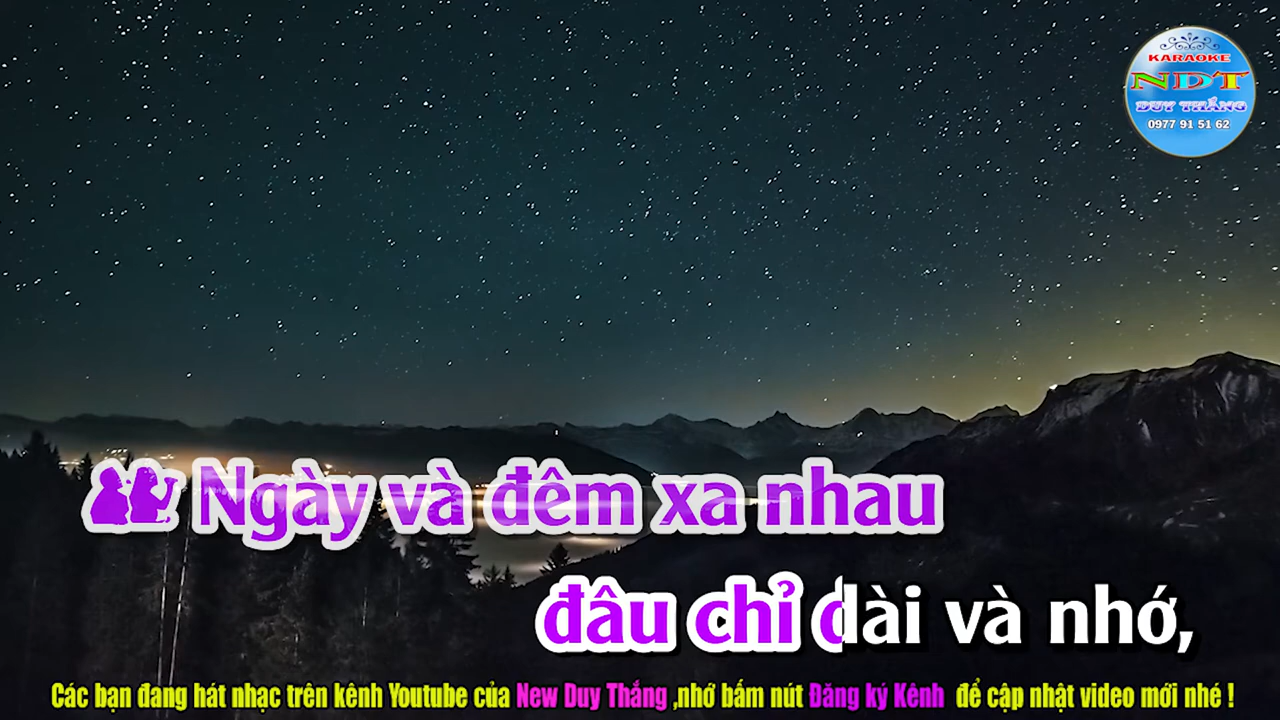 KARAOKE
NDT
DUY THẮNG
0977 91 51 62
Ngày và đêm xa nhau
đâu chỉ dài và nhớ,
Các bạn đang hát nhạc trên kênh Youtube của New Duy Thắng ,nhớ bấm nút Đăng ký Kênh để cập nhật video mới nhé !